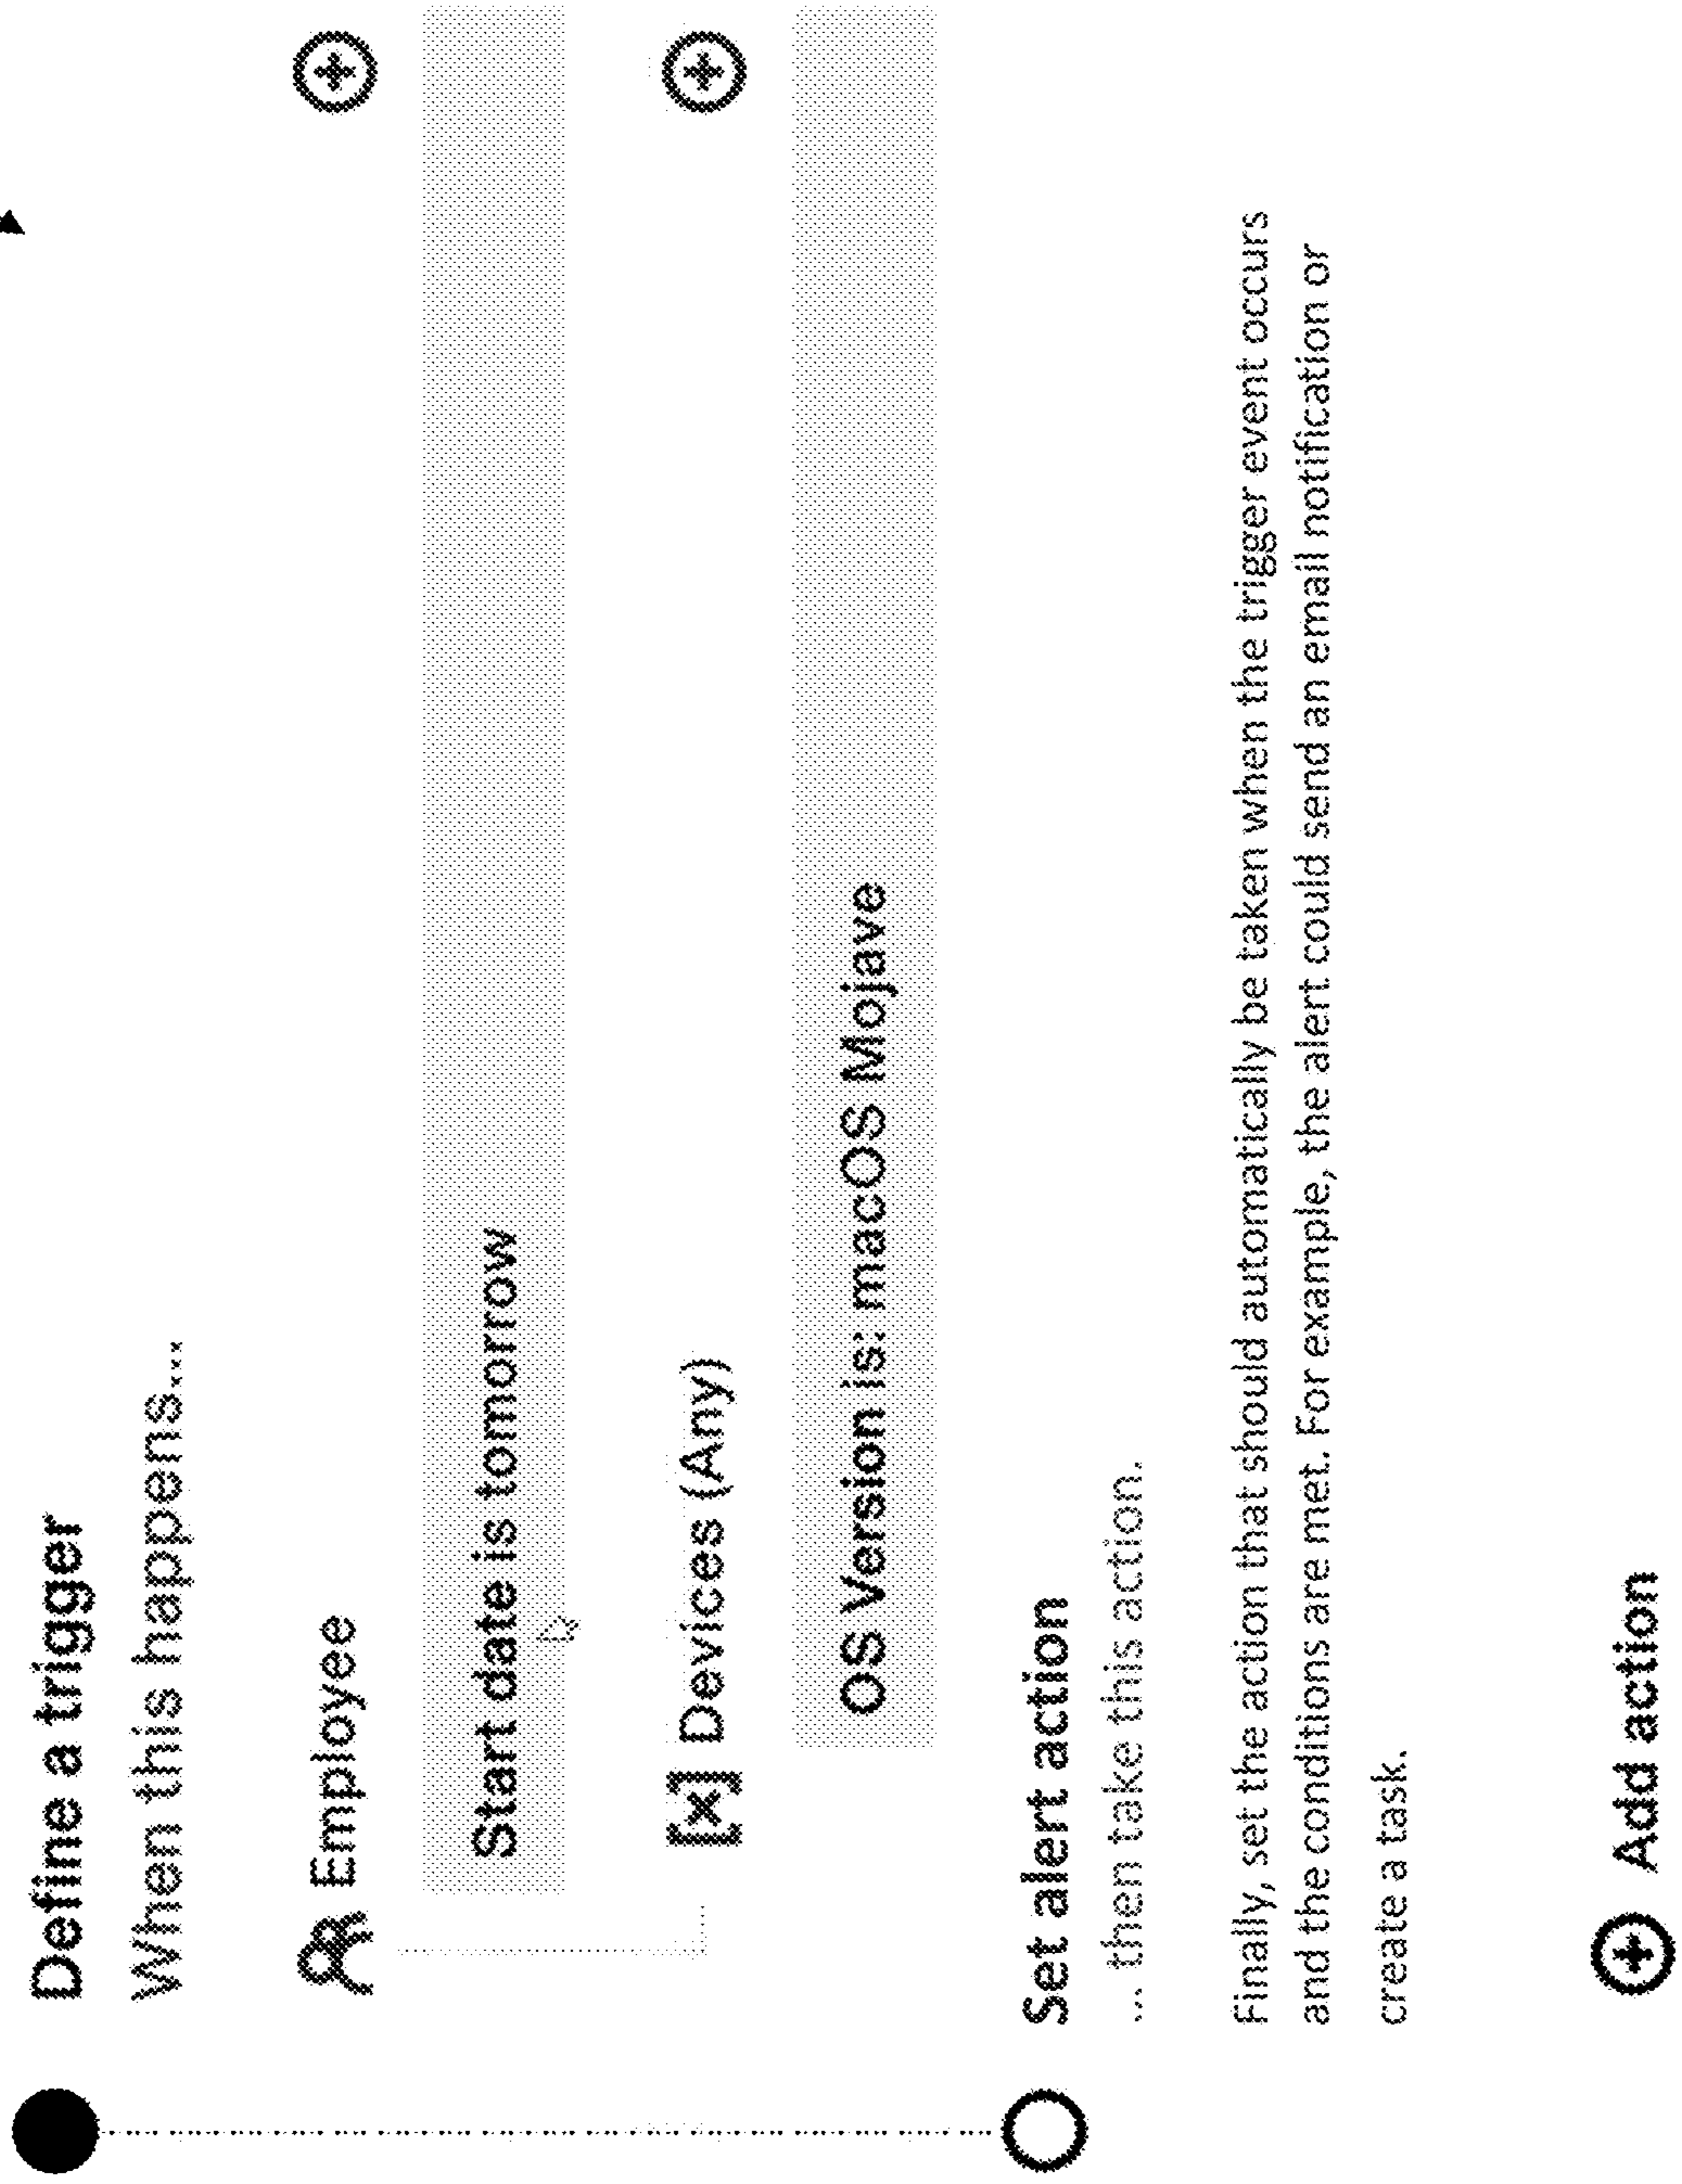 Define a trigger
When this happens...
Employee
Start date is tomorrow
[x] Devices (Any)
OS Version is: macOS Mojave
Set alert action
... then take this action.
Finally, set the action that should automatically be taken when the trigger event occurs
and the conditions are met. For example, the alert could send an email notification or
create a task.
Add action